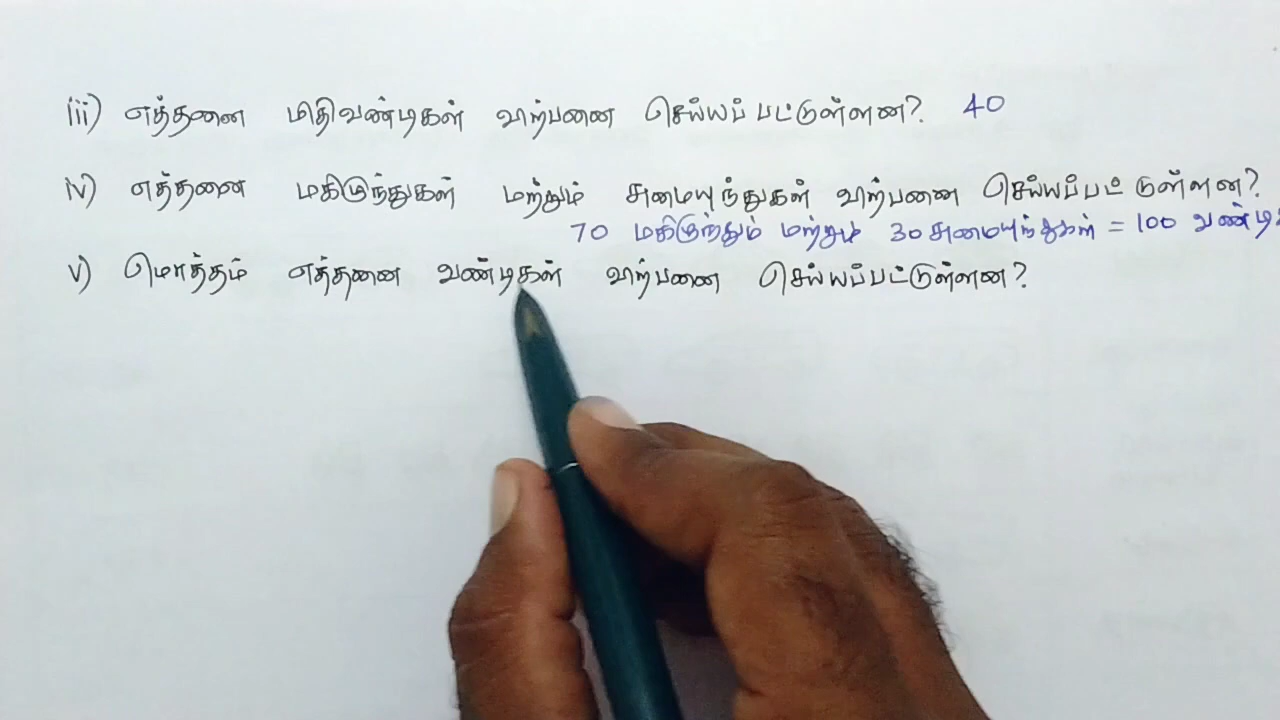 iii) எத்தனை மிதிவண்டிகள் விற்பனை செய்யப் பட்டுள்ளன? 40
iv) எத்தனை மகிழுந்துகள் மற்றும் சுமையுந்துகள் விற்பனை செய்யப்பட்டுள்ளன?
70 மகிழுந்தும் மற்றும் 30 சுமையுந்துகள் = 100
v) மொத்தம் எத்தனை வண்டிகள் விற்பனை செய்யப்பட்டுள்ளன?